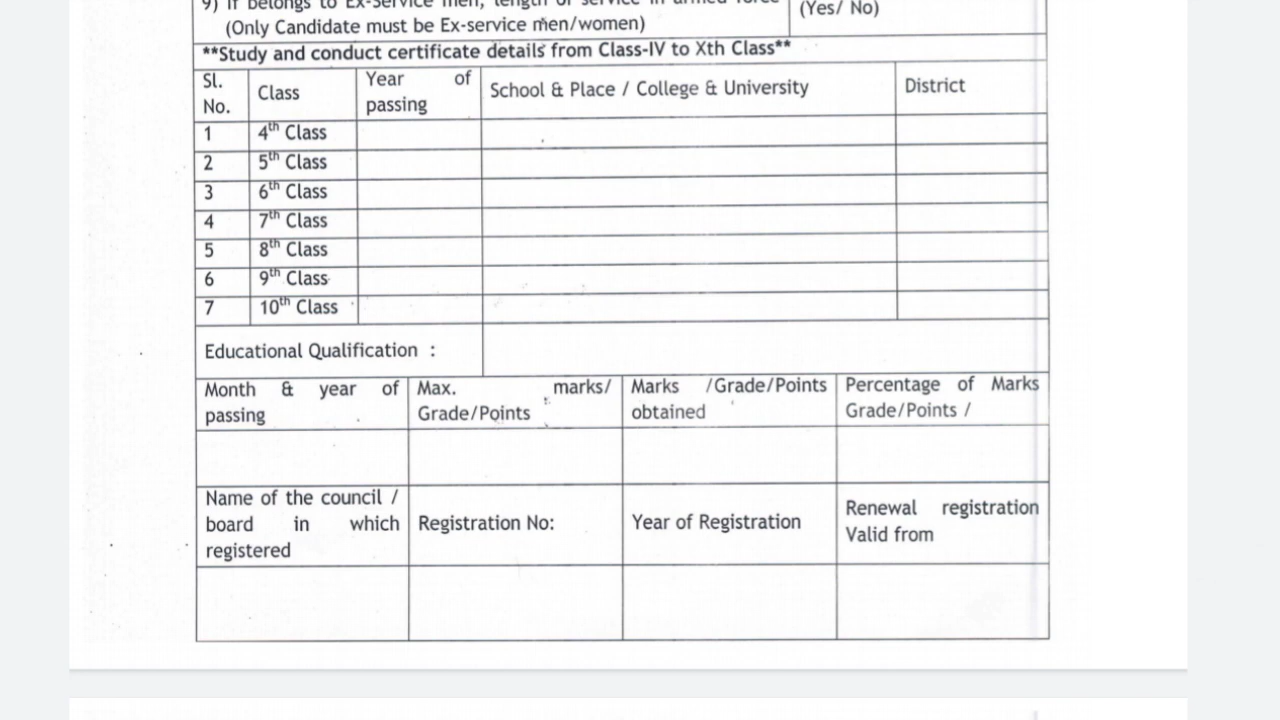 9) If belongs to Ex-Service men, length of service in armed force
(Yes/ No)
(Only Candidate must be Ex-service men/women)
**Study and conduct certificate details from Class-IV to Xth Class**
Sl. No. Class Year of passing School & Place / College & University District
1 4th Class
2 5th Class
3 6th Class
4 7th Class
5 8th Class
6 9th Class
7 10th Class
Educational Qualification :
Month & year of passing Max. marks/ Grade/Points Marks /Grade/Points obtained Percentage of Marks Grade/Points /
Name of the council / board in which registered Registration No: Year of Registration Renewal registration Valid from